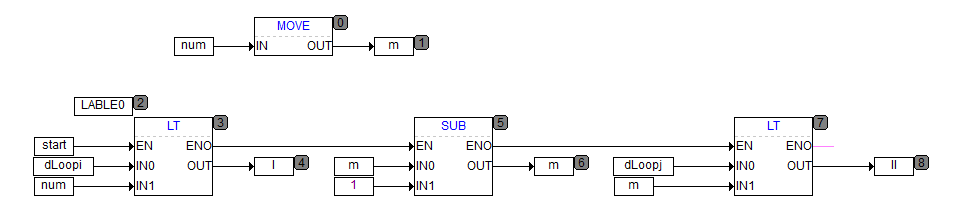 MOVE 0
num IN OUT m 1
LABLE0 2
LT 3 SUB 5 LT 7
start EN ENO EN ENO EN ENO
dLoopi IN0 OUT I 4 m IN0 OUT m 6 dLoopj IN0 OUT II 8
num IN1 1 IN1 m IN1